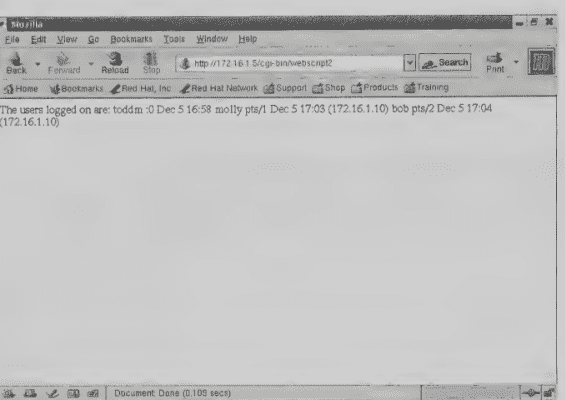 Mozilla
File Edit View Go Bookmarks Tools Window Help
Back Forward Reload Stop http://172.16.1.5/cgi-bin/webscript2 Search Print
Home Bookmarks Red Hat, Inc Red Hat Network Support Shop Products Training
The users logged on are: toddm :0 Dec 5 16:58 molly pts/1 Dec 5 17:03 (172.16.1.10) bob pts/2 Dec 5 17:04
(172.16.1.10)
Document: Done (0.109 secs)